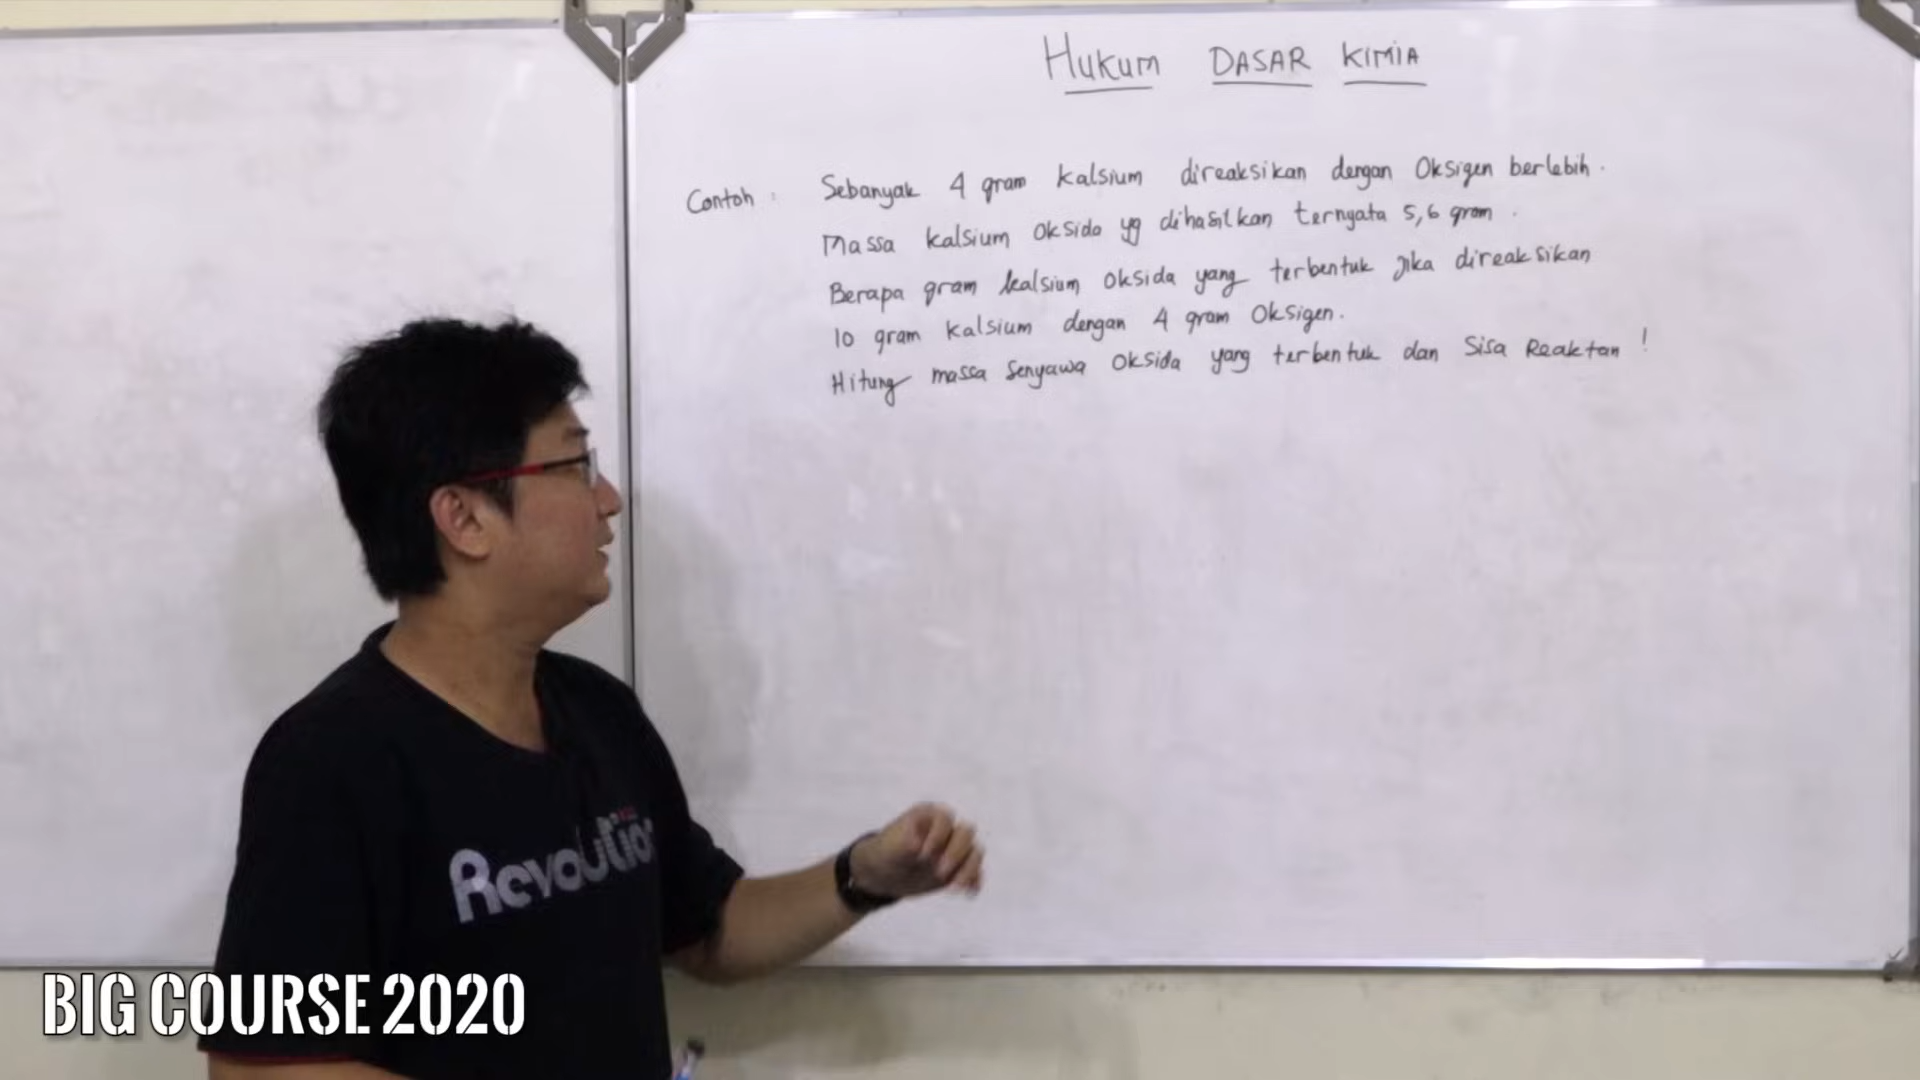 Hukum DASAR KIMIA
Contoh : Sebanyak 4 gram kalsium direaksikan dengan Oksigen berlebih.
Massa kalsium oksida yg dihasilkan ternyata 5,6 gram.
Berapa gram kalsium oksida yang terbentuk jika direaksikan
10 gram kalsium dengan 4 gram Oksigen.
Hitung massa senyawa oksida yang terbentuk dan Sisa Reaktan !
Revolution
BIG COURSE 2020